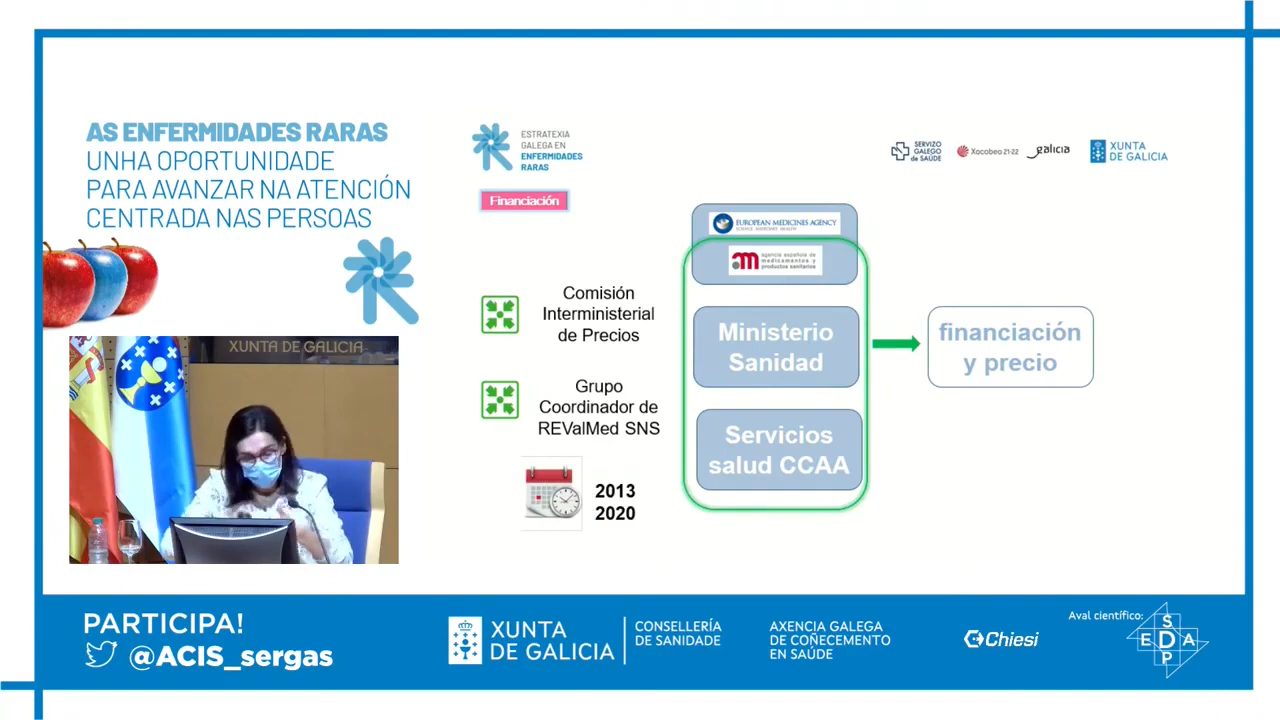 AS ENFERMIDADES RARAS
UNHA OPORTUNIDADE
PARA AVANZAR NA ATENCIÓN
CENTRADA NAS PERSOAS
XUNTA DE GALICIA
ESTRATEXIA
GALEGA EN
ENFERMIDADES
RARAS
Financiación
SERVIZO
GALEGO
de SAÚDE
Xacobeo 21·22
galicia
XUNTA
DE GALICIA
EUROPEAN MEDICINES AGENCY
SCIENCE MEDICINES HEALTH
agencia española de
medicamentos y
productos sanitarios
Comisión
Interministerial
de Precios
Ministerio
Sanidad
financiación
y precio
Grupo
Coordinador de
REValMed SNS
Servicios
salud CCAA
2013
2020
PARTICIPA!
@ACIS_sergas
XUNTA
DE GALICIA
CONSELLERÍA
DE SANIDADE
AXENCIA GALEGA
DE COÑECEMENTO
EN SAÚDE
Chiesi
Aval científico:
S
E D A
P